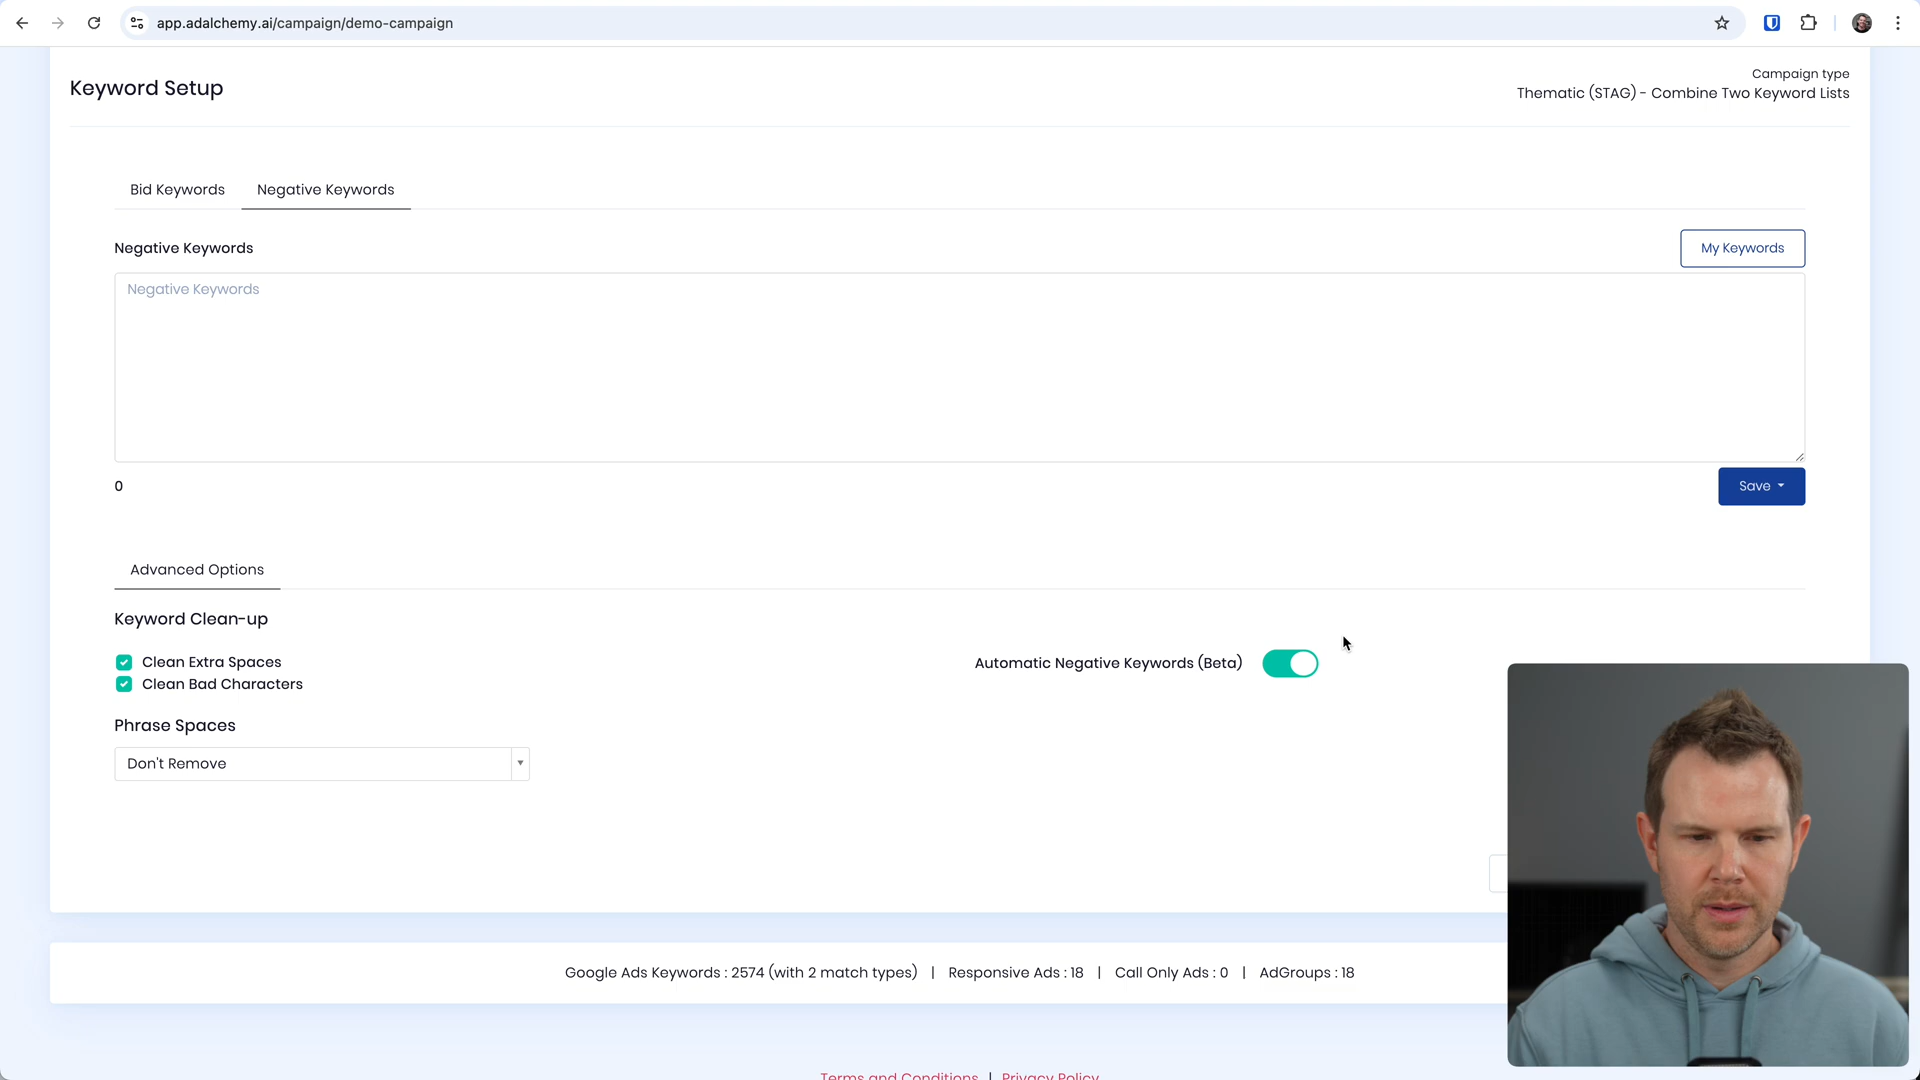 app.adalchemy.ai/campaign/demo-campaign
Keyword Setup
Campaign type
Thematic (STAG) - Combine Two Keyword Lists
Bid Keywords
Negative Keywords
Negative Keywords
My Keywords
Negative Keywords
0
Save
Advanced Options
Keyword Clean-up
Clean Extra Spaces
Automatic Negative Keywords (Beta)
Clean Bad Characters
Phrase Spaces
Don't Remove
Google Ads Keywords : 2574 (with 2 match types) | Responsive Ads : 18 | Call Only Ads : 0 | AdGroups : 18
Terms and Conditions | Privacy Policy